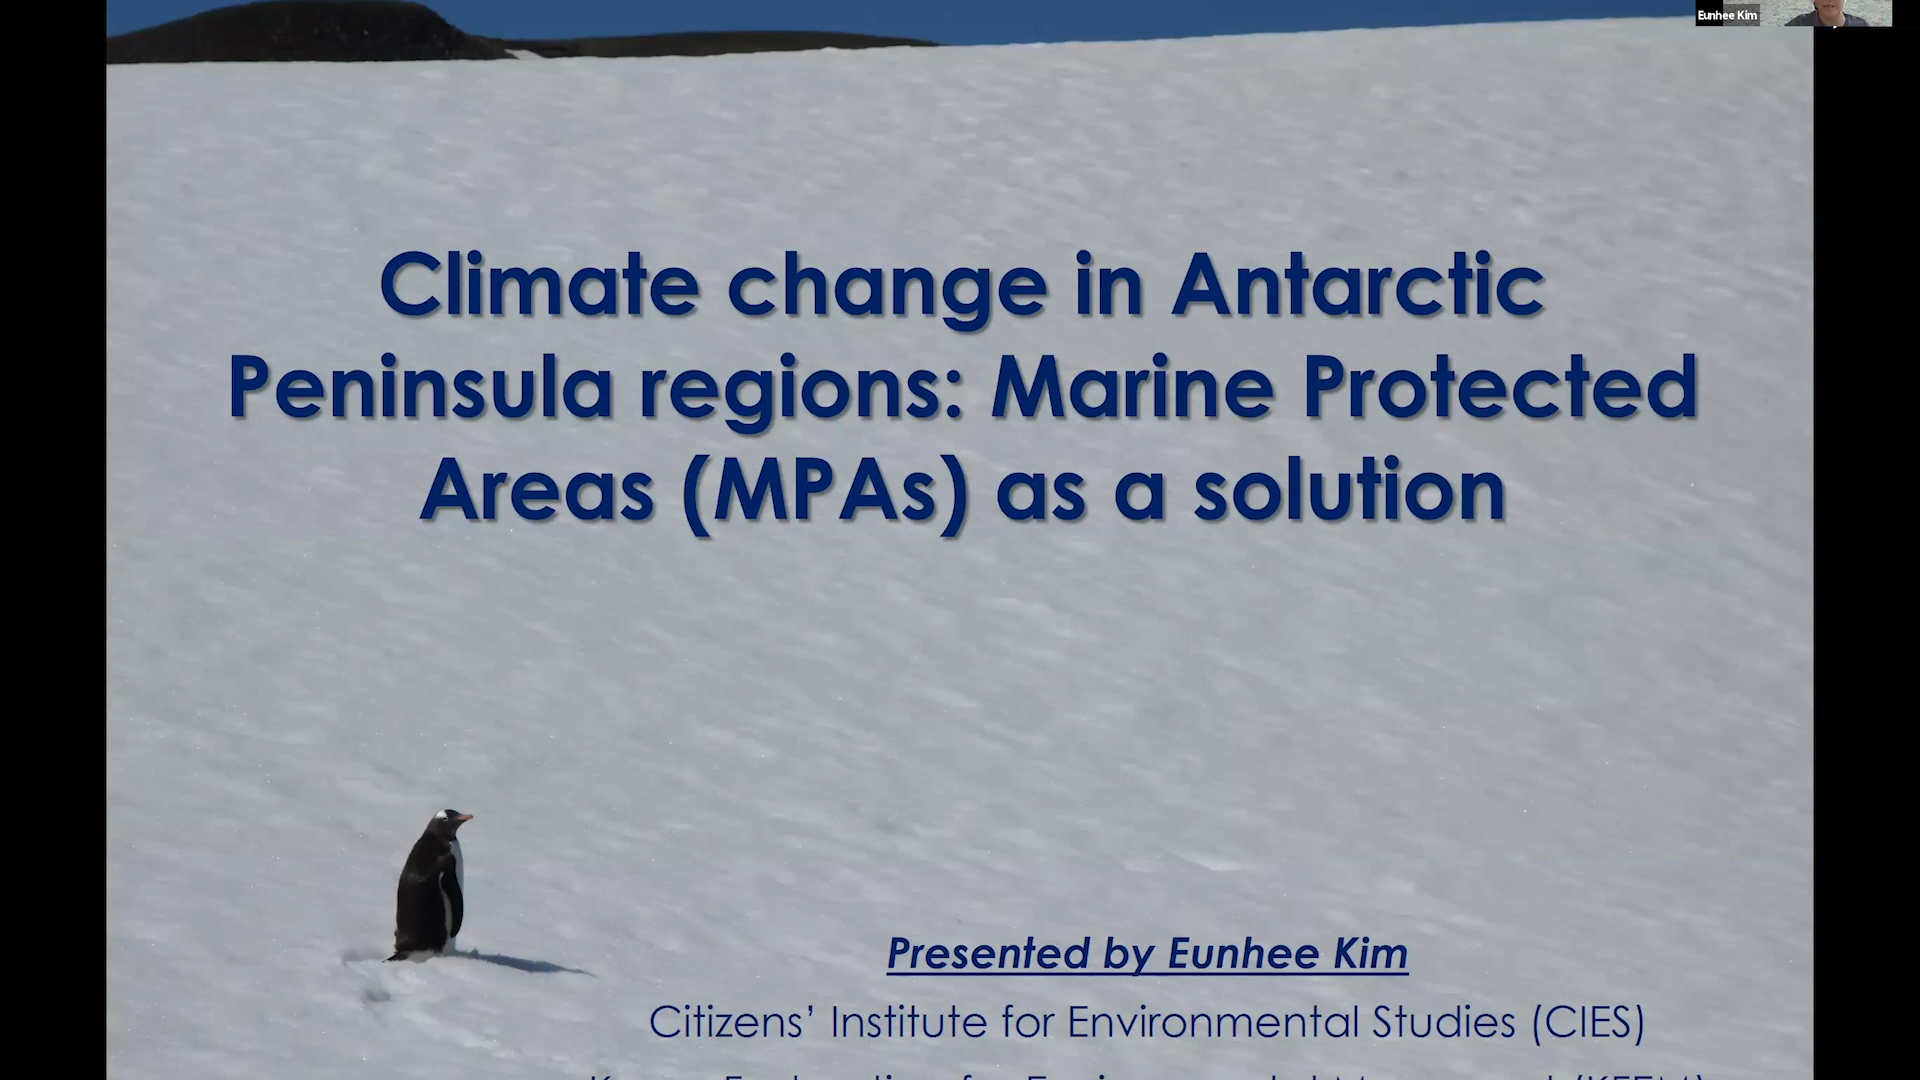 Eunhee Kim
Climate change in Antarctic
Peninsula regions: Marine Protected
Areas (MPAs) as a solution
Presented by Eunhee Kim
Citizens’ Institute for Environmental Studies (CIES)